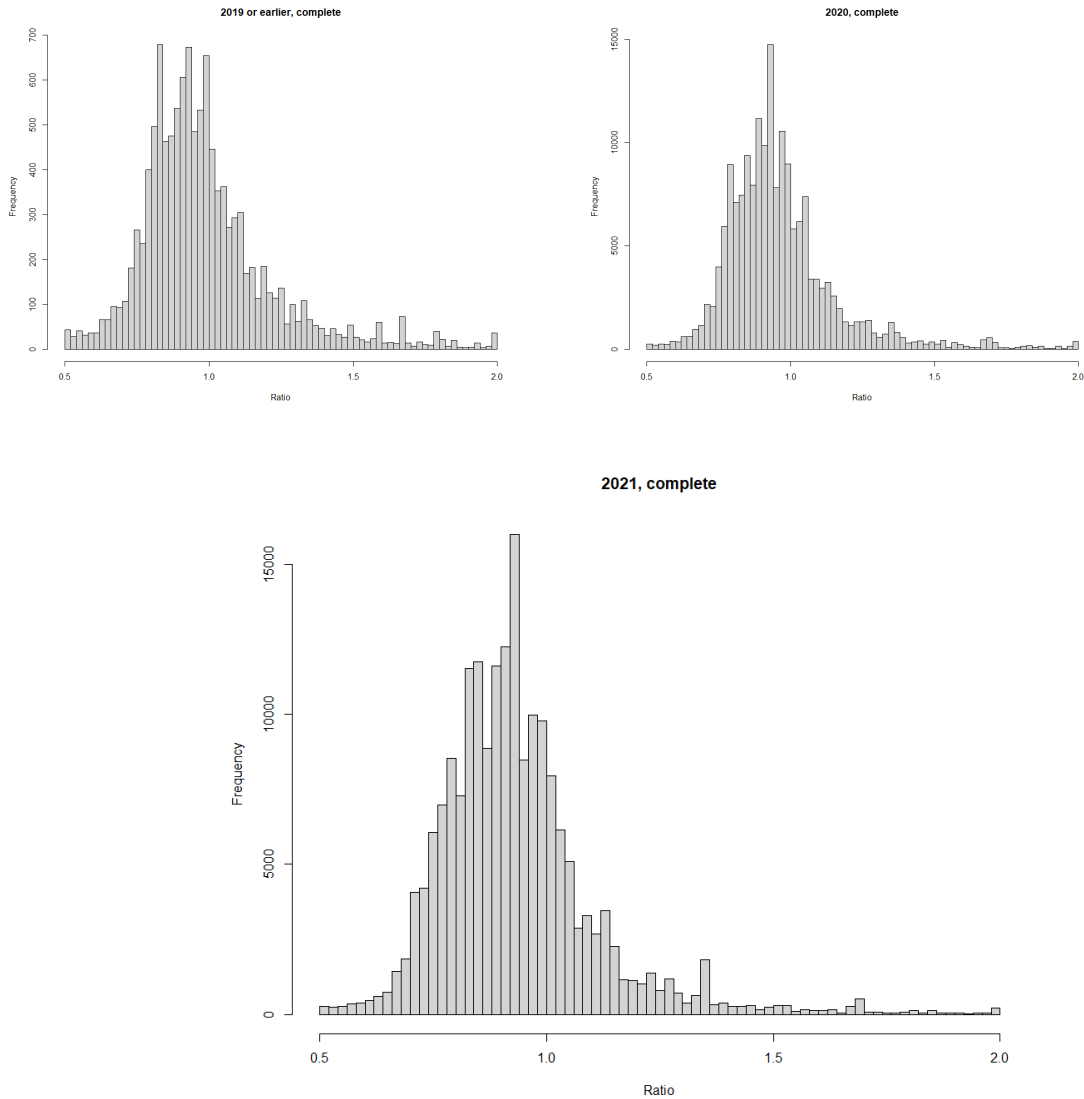 2019 or earlier, complete
700
600
500
400
300
200
100
0
Frequency
0.5 1.0 1.5 2.0
Ratio
2020, complete
15000
10000
5000
0
Frequency
0.5 1.0 1.5 2.0
Ratio
2021, complete
15000
10000
5000
0
Frequency
0.5 1.0 1.5 2.0
Ratio